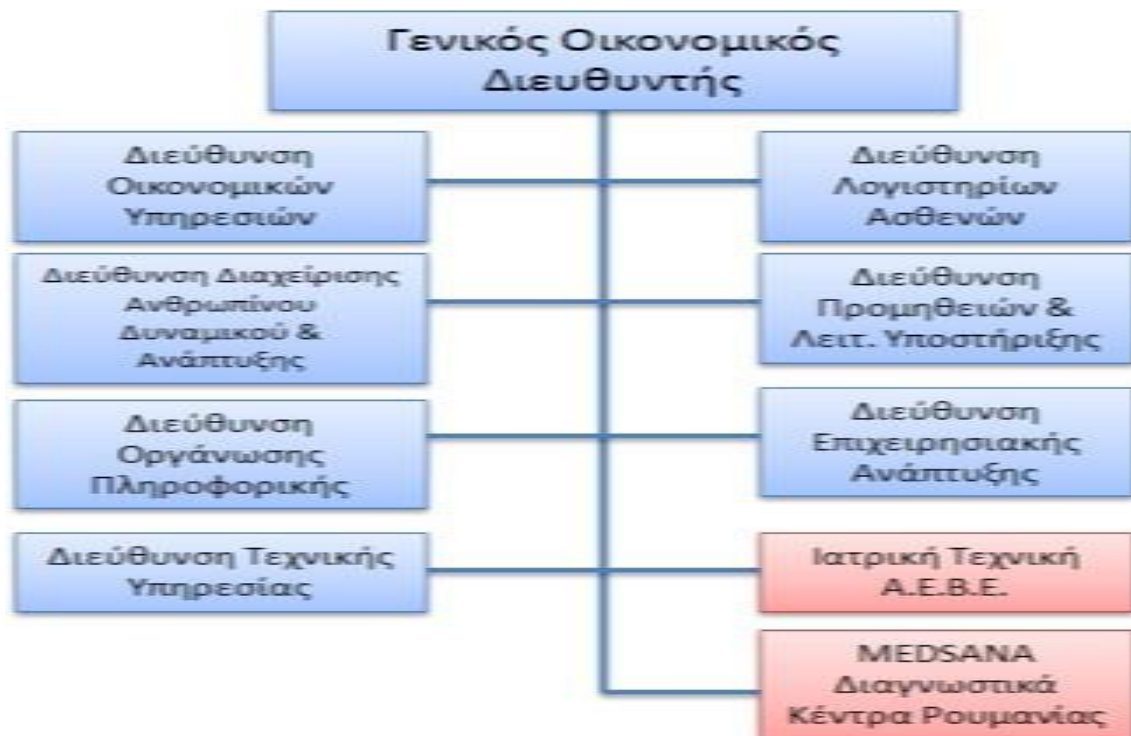 Γενικός Οικονομικός
Διευθυντής
Διεύθυνση
Οικονομικών
Υπηρεσιών
Διεύθυνση
Λογιστηρίων
Ασθενών
Διεύθυνση Διαχείρισης
Ανθρωπίνου
Δυναμικού &
Ανάπτυξης
Διεύθυνση
Προμηθειών &
Λειτ. Υποστήριξης
Διεύθυνση
Οργάνωσης
Πληροφορικής
Διεύθυνση
Επιχειρησιακής
Ανάπτυξης
Διεύθυνση Τεχνικής
Υπηρεσίας
Ιατρική Τεχνική
Α.Ε.Β.Ε.
MEDSANA
Διαγνωστικά
Κέντρα Ρουμανίας